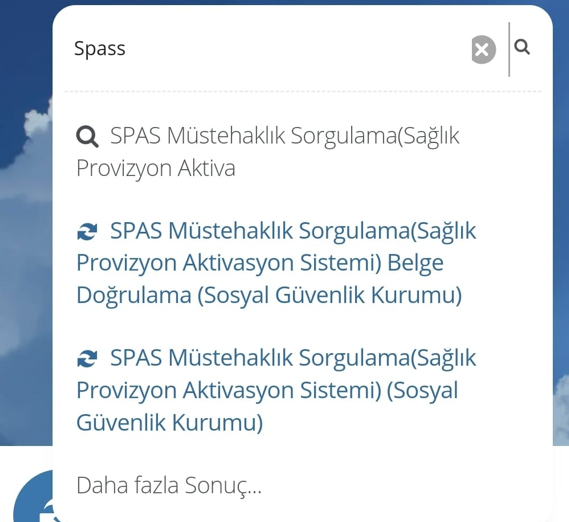 Spass
SPAS Müstehaklık Sorgulama(Sağlık
Provizyon Aktiva
SPAS Müstehaklık Sorgulama(Sağlık
Provizyon Aktivasyon Sistemi) Belge
Doğrulama (Sosyal Güvenlik Kurumu)
SPAS Müstehaklık Sorgulama(Sağlık
Provizyon Aktivasyon Sistemi) (Sosyal
Güvenlik Kurumu)
Daha fazla Sonuç...